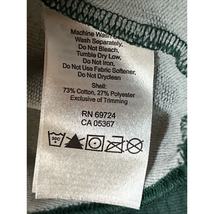 Machine Wash
Wash Separately,
Do Not Bleach,
Tumble Dry Low,
Do Not Iron,
Do Not Use Fabric Softener,
Do Not Dryclean
Shell:
73% Cotton, 27% Polyester
Exclusive of Trimming
RN 69724
CA 05367